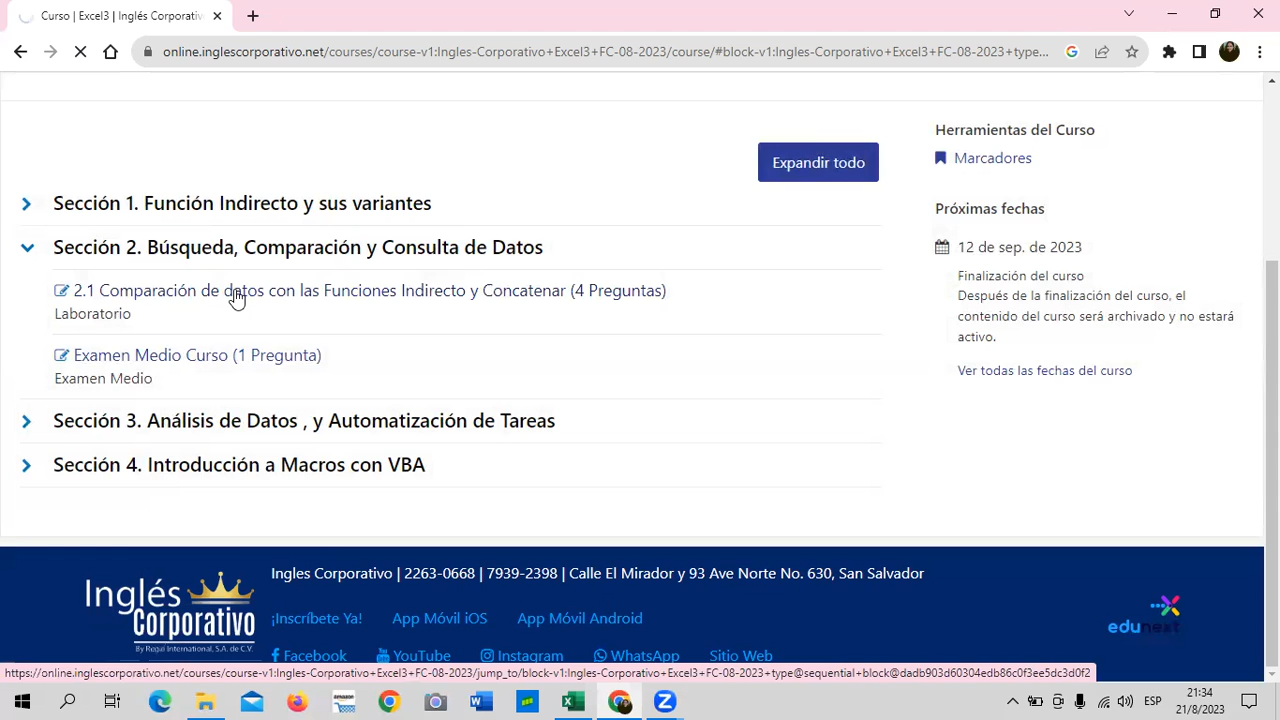 Curso | Excel3 | Inglés Corporativ
online.inglescorporativo.net/courses/course-v1:Ingles-Corporativo+Excel3+FC-08-2023/course/#block-v1:Ingles-Corporativo+Excel3+FC-08-2023+type...
Herramientas del Curso
Marcadores
Expandir todo
Sección 1. Función Indirecto y sus variantes
Próximas fechas
Sección 2. Búsqueda, Comparación y Consulta de Datos
12 de sep. de 2023
Finalización del curso
2.1 Comparación de datos con las Funciones Indirecto y Concatenar (4 Preguntas)
Después de la finalización del curso, el
Laboratorio
contenido del curso será archivado y no estará
activo.
Examen Medio Curso (1 Pregunta)
Ver todas las fechas del curso
Examen Medio
Sección 3. Análisis de Datos , y Automatización de Tareas
Sección 4. Introducción a Macros con VBA
Inglés
Corporativo
By Regui International, S.A. de C.V.
Ingles Corporativo | 2263-0668 | 7939-2398 | Calle El Mirador y 93 Ave Norte No. 630, San Salvador
¡Inscríbete Ya! App Móvil iOS App Móvil Android
edunext
Facebook YouTube Instagram WhatsApp Sitio Web
https://online.inglescorporativo.net/courses/course-v1:Ingles-Corporativo+Excel3+FC-08-2023/jump_to/block-v1:Ingles-Corporativo+Excel3+FC-08-2023+type@sequential+block@dadb903d60304edb86c0f3ee5dc3d0f2
ESP
21:34
21/8/2023